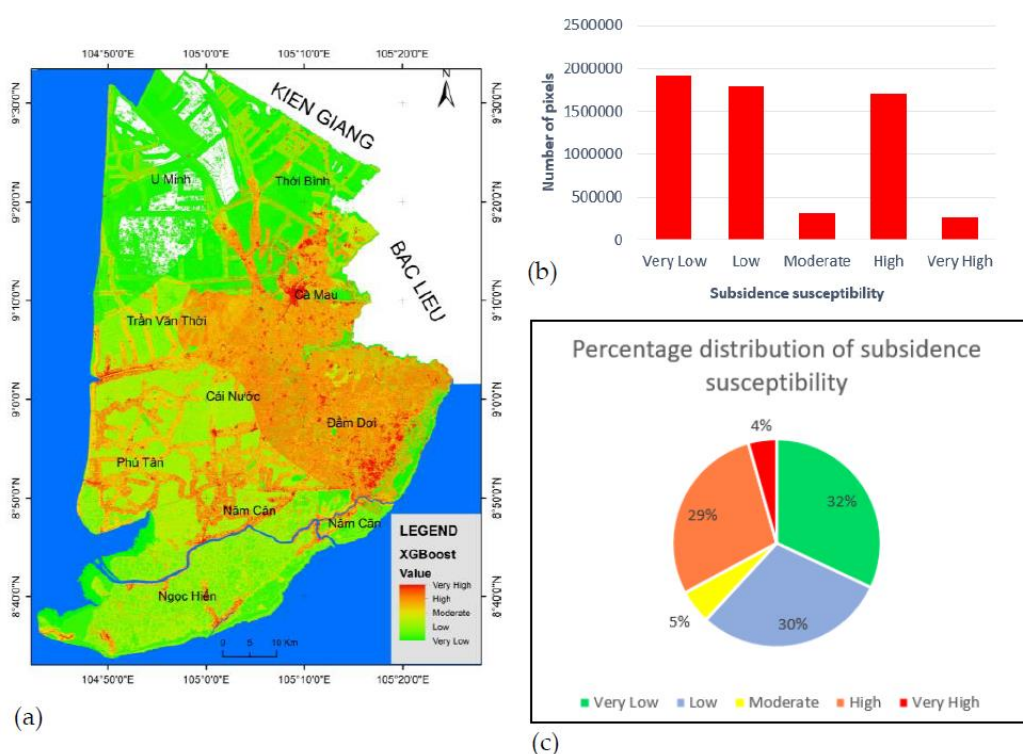 104°50'0"E 105°0'0"E 105°10'0"E 105°20'0"E
N
9°30'0"N
9°20'0"N
9°10'0"N
9°0'0"N
8°50'0"N
8°40'0"N
9°30'0"N
9°20'0"N
9°10'0"N
9°0'0"N
8°50'0"N
8°40'0"N
KIEN GIANG
BAC LIEU
U Minh
Thới Bình
Cà Mau
Trần Văn Thời
Cái Nước
Đầm Dơi
Phú Tân
Năm Căn
Năm Căn
Ngọc Hiển
0 5 10 Km
LEGEND
XGBoost
Value
Very High
High
Moderate
Low
Very Low
104°50'0"E 105°0'0"E 105°10'0"E 105°20'0"E
(a)
Number of pixels
2500000
2000000
1500000
1000000
500000
0
Very Low Low Moderate High Very High
Subsidence susceptibility
(b)
Percentage distribution of subsidence
susceptibility
4%
32%
29%
5%
30%
Very Low Low Moderate High Very High
(c)